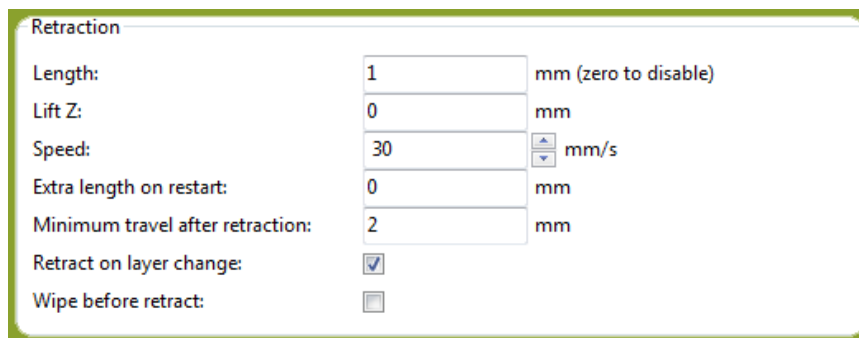 Retraction
Length: 1 mm (zero to disable)
Lift Z: 0 mm
Speed: 30 mm/s
Extra length on restart: 0 mm
Minimum travel after retraction: 2 mm
Retract on layer change:
Wipe before retract: